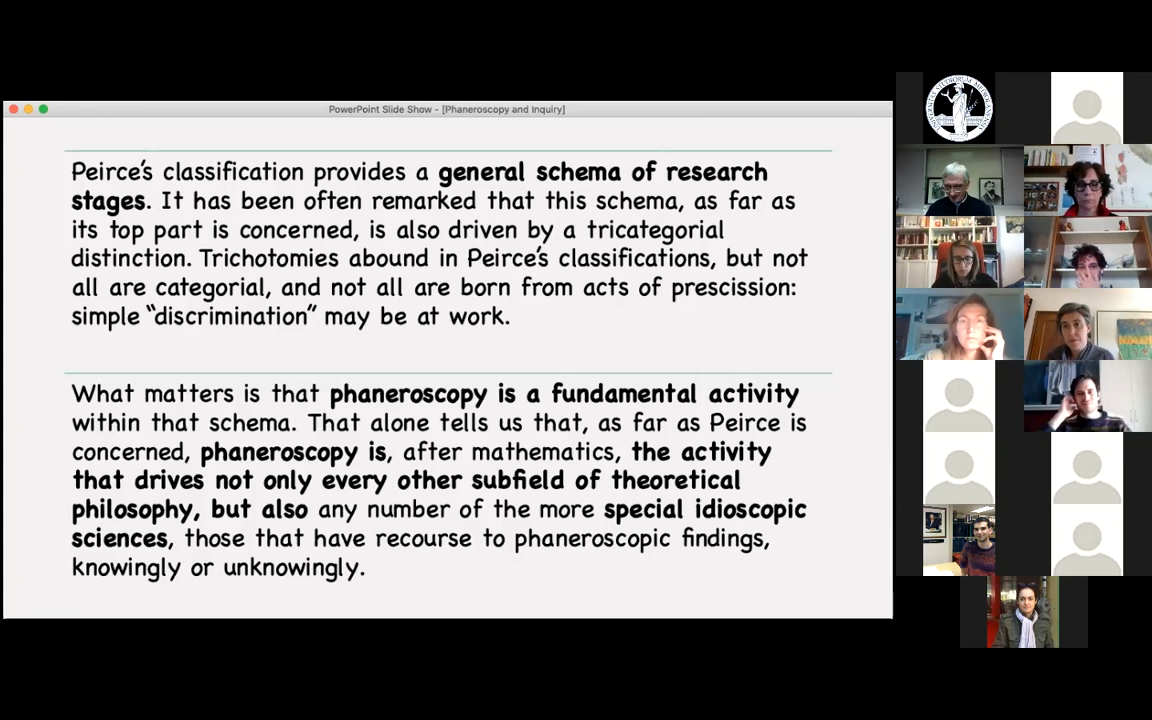 PowerPoint Slide Show - [Phaneroscopy and Inquiry]
Peirce's classification provides a general schema of research
stages. It has been often remarked that this schema, as far as
its top part is concerned, is also driven by a tricategorial
distinction. Trichotomies abound in Peirce's classifications, but not
all are categorial, and not all are born from acts of prescission:
simple “discrimination” may be at work.
What matters is that phaneroscopy is a fundamental activity
within that schema. That alone tells us that, as far as Peirce is
concerned, phaneroscopy is, after mathematics, the activity
that drives not only every other subfield of theoretical
philosophy, but also any number of the more special idioscopic
sciences, those that have recourse to phaneroscopic findings,
knowingly or unknowingly.